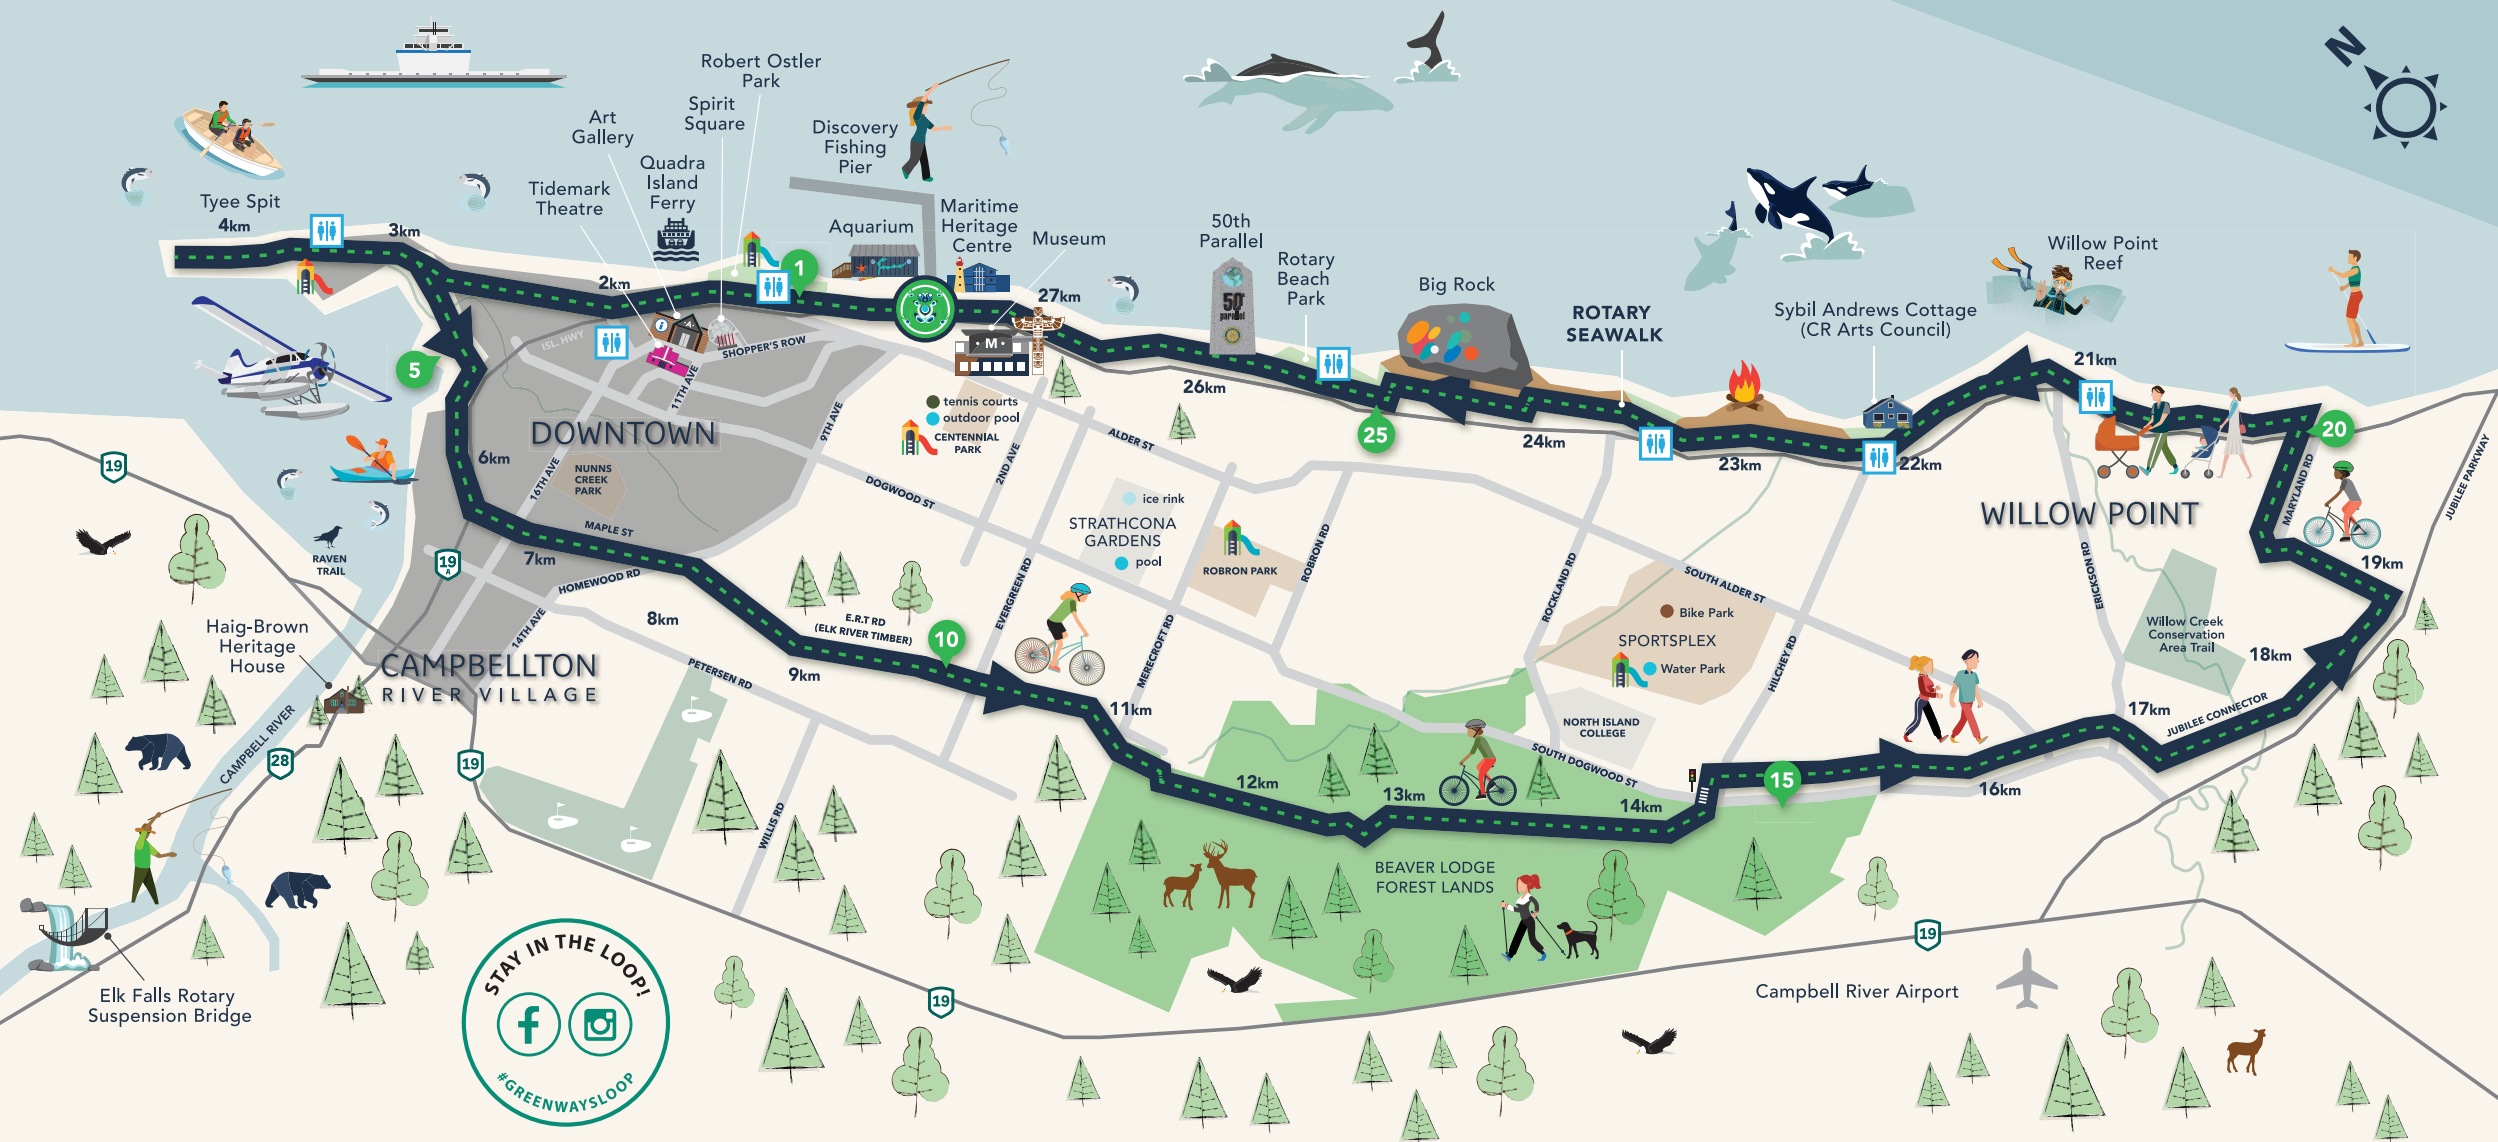 Robert Ostler
Park
Spirit
Square
Art
Gallery
Quadra
Island
Ferry
Tidemark
Theatre
Discovery
Fishing
Pier
Aquarium
Maritime
Heritage
Centre
Museum
50th
Parallel
50th
parallel
Rotary
Beach
Park
Big Rock
ROTARY
SEAWALK
Sybil Andrews Cottage
(CR Arts Council)
Willow Point
Reef
N
Tyee Spit
4km
3km
2km
1
27km
26km
25
24km
23km
22km
21km
20
19km
18km
17km
16km
15
14km
13km
12km
11km
10
9km
8km
7km
6km
5
ISL. HWY
SHOPPER'S ROW
11TH AVE
9TH AVE
16TH AVE
14TH AVE
2ND AVE
M
i
DOWNTOWN
NUNNS
CREEK
PARK
MAPLE ST
HOMEWOOD RD
tennis courts
outdoor pool
CENTENNIAL
PARK
ALDER ST
DOGWOOD ST
ice rink
STRATHCONA
GARDENS
pool
ROBRON PARK
ROBRON RD
EVERGREEN RD
MERECROFT RD
E.R.T RD
(ELK RIVER TIMBER)
PETERSEN RD
WILLIS RD
ROCKLAND RD
SOUTH ALDER ST
Bike Park
SPORTSPLEX
Water Park
HILCHEY RD
NORTH ISLAND
COLLEGE
SOUTH DOGWOOD ST
ERICKSON RD
WILLOW POINT
MARYLAND RD
JUBILEE PARKWAY
Willow Creek
Conservation
Area Trail
JUBILEE CONNECTOR
BEAVER LODGE
FOREST LANDS
RAVEN
TRAIL
19
19
A
28
19
19
19
Haig-Brown
Heritage
House
CAMPBELLTON
RIVER VILLAGE
CAMPBELL RIVER
Elk Falls Rotary
Suspension Bridge
Campbell River Airport
STAY IN THE LOOP!
#GREENWAYSLOOP